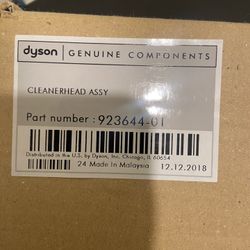 dyson GENUINE COMPONENTS
CLEANERHEAD ASSY
Part number : 923644-01
Distributed in the U.S. by Dyson, Inc. Chicago, IL 60654
24 Made In Malaysia 12.12.2018